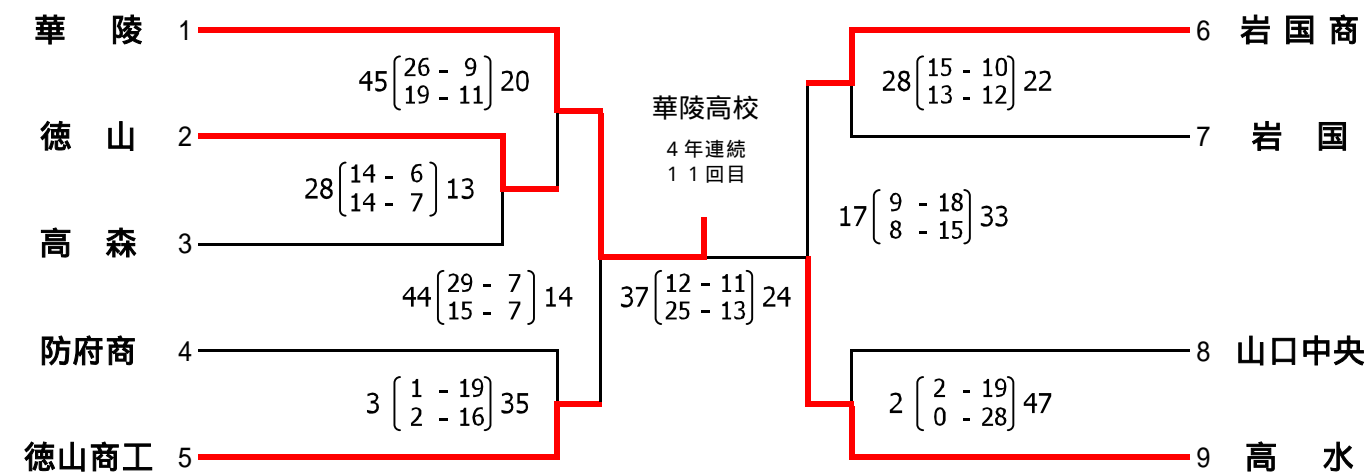 華 陵 1
45 26 - 9 20
19 - 11
徳 山 2
28 14 - 6 13
14 - 7
高 森 3
44 29 - 7 14
15 - 7
防府商 4
3 1 - 19 35
2 - 16
徳山商工 5
華陵高校
4年連続
11回目
37 12 - 11 24
25 - 13
6 岩国商
28 15 - 10 22
13 - 12
7 岩 国
17 9 - 18 33
8 - 15
8 山口中央
2 2 - 19 47
0 - 28
9 高 水